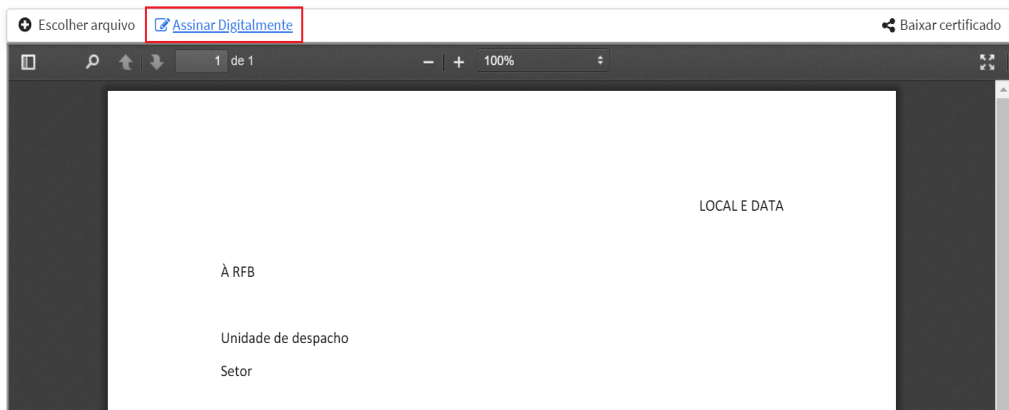 Escolher arquivo Assinar Digitalmente Baixar certificado
1 de 1 100%
LOCAL E DATA
À RFB
Unidade de despacho
Setor